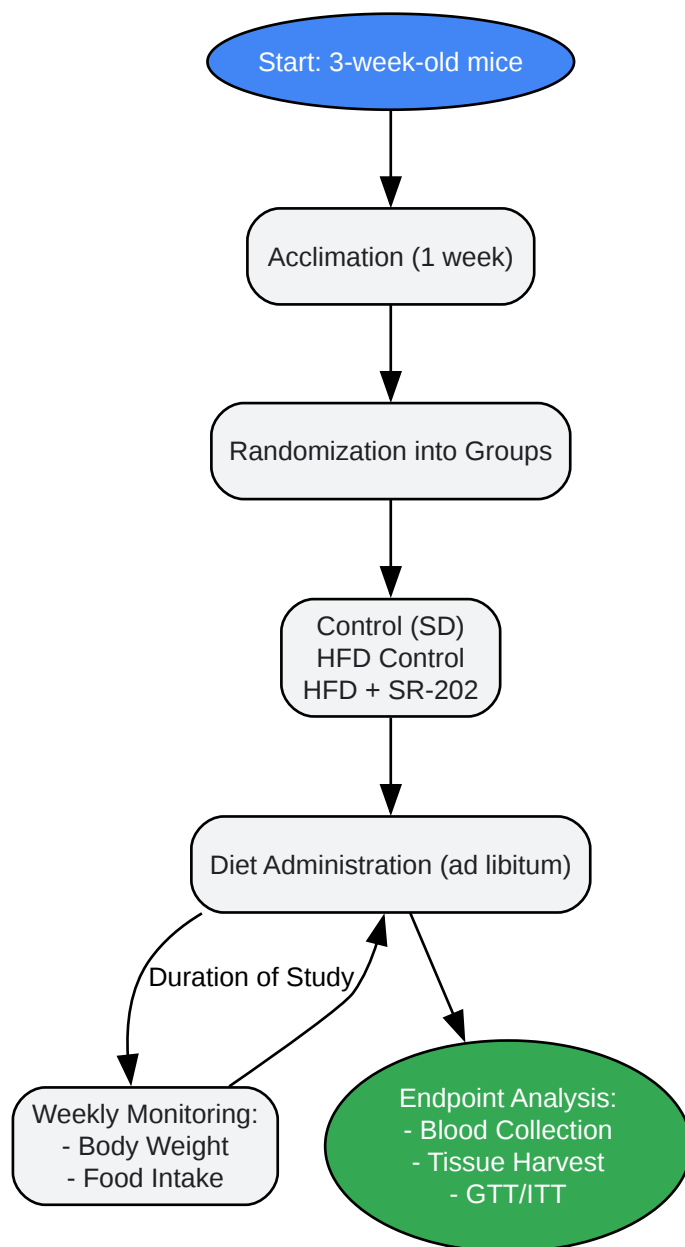 Start: 3-week-old mice
Acclimation (1 week)
Randomization into Groups
Control (SD)
HFD Control
HFD + SR-202
Diet Administration (ad libitum)
Duration of Study
Weekly Monitoring:
- Body Weight
- Food Intake
Endpoint Analysis:
- Blood Collection
- Tissue Harvest
- GTT/ITT